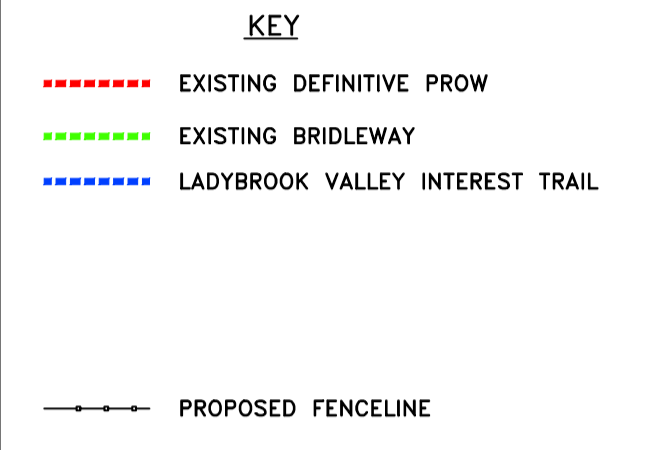 KEY
EXISTING DEFINITIVE PROW
EXISTING BRIDLEWAY
LADYBROOK VALLEY INTEREST TRAIL
PROPOSED FENCELINE